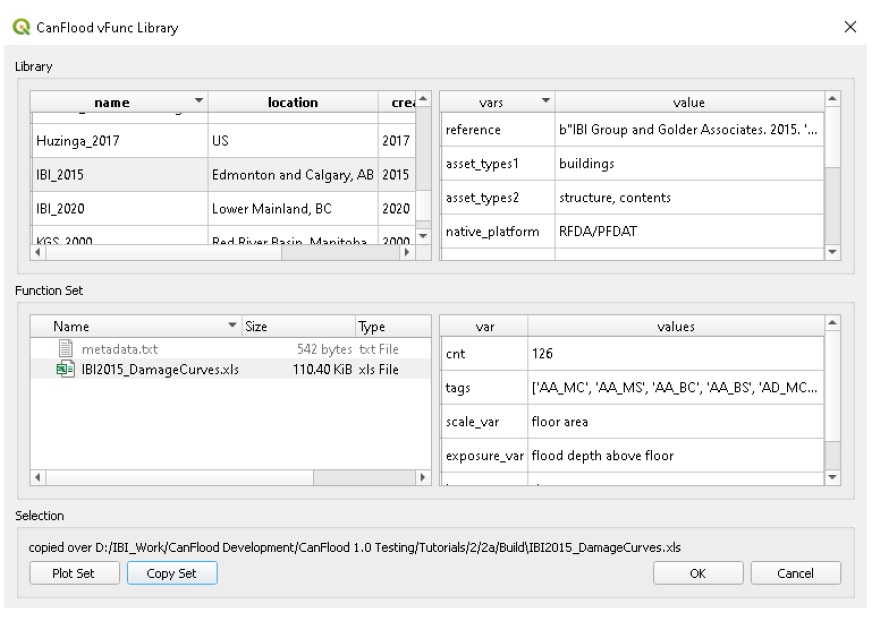 CanFlood vFunc Library
Library
name location crea
Huzinga_2017 US 2017
IBI_2015 Edmonton and Calgary, AB 2015
IBI_2020 Lower Mainland, BC 2020
KGS_2000 Red River Basin, Manitoba 2000
vars value
reference b"IBI Group and Golder Associates. 2015. '...
asset_types1 buildings
asset_types2 structure, contents
native_platform RFDA/PFDAT
Function Set
Name Size Type
metadata.txt 542 bytes txt File
IBI2015_DamageCurves.xls 110.40 KiB xls File
var values
cnt 126
tags ['AA_MC', 'AA_MS', 'AA_BC', 'AA_BS', 'AD_MC...
scale_var floor area
exposure_var flood depth above floor
Selection
copied over D:/IBI_Work/CanFlood Development/CanFlood 1.0 Testing/Tutorials/2/2a/Build\IBI2015_DamageCurves.xls
Plot Set Copy Set OK Cancel